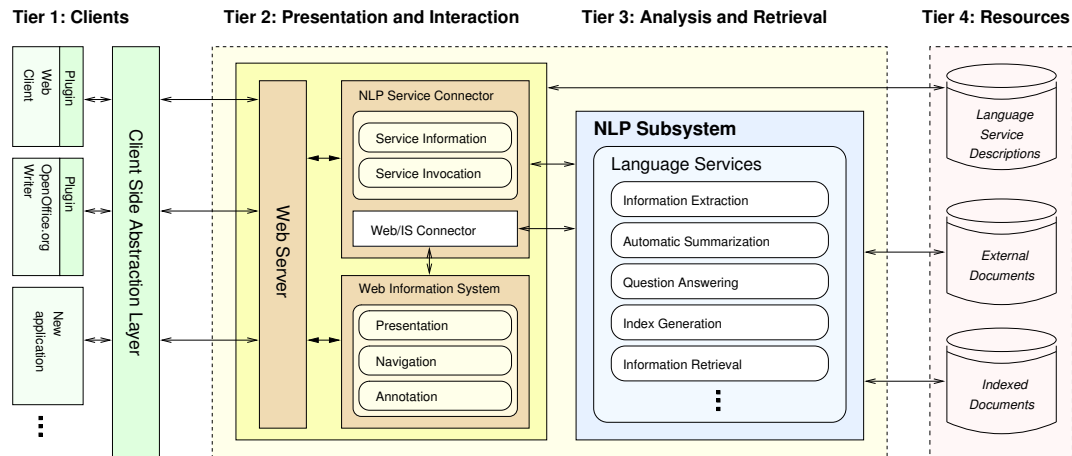 Tier 1: Clients
Tier 2: Presentation and Interaction
Tier 3: Analysis and Retrieval
Tier 4: Resources
Web
Client
Plugin
OpenOffice.org
Writer
Plugin
New
application
Client Side Abstraction Layer
Web Server
NLP Service Connector
Service Information
Service Invocation
Web/IS Connector
Web Information System
Presentation
Navigation
Annotation
NLP Subsystem
Language Services
Information Extraction
Automatic Summarization
Question Answering
Index Generation
Information Retrieval
Language
Service
Descriptions
External
Documents
Indexed
Documents